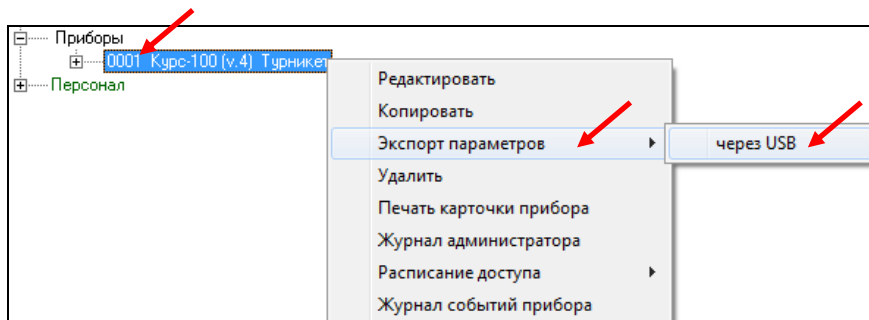 Приборы
0001 Курс-100 (v.4) Турникет
Персонал
Редактировать
Копировать
Экспорт параметров
через USB
Удалить
Печать карточки прибора
Журнал администратора
Расписание доступа
Журнал событий прибора